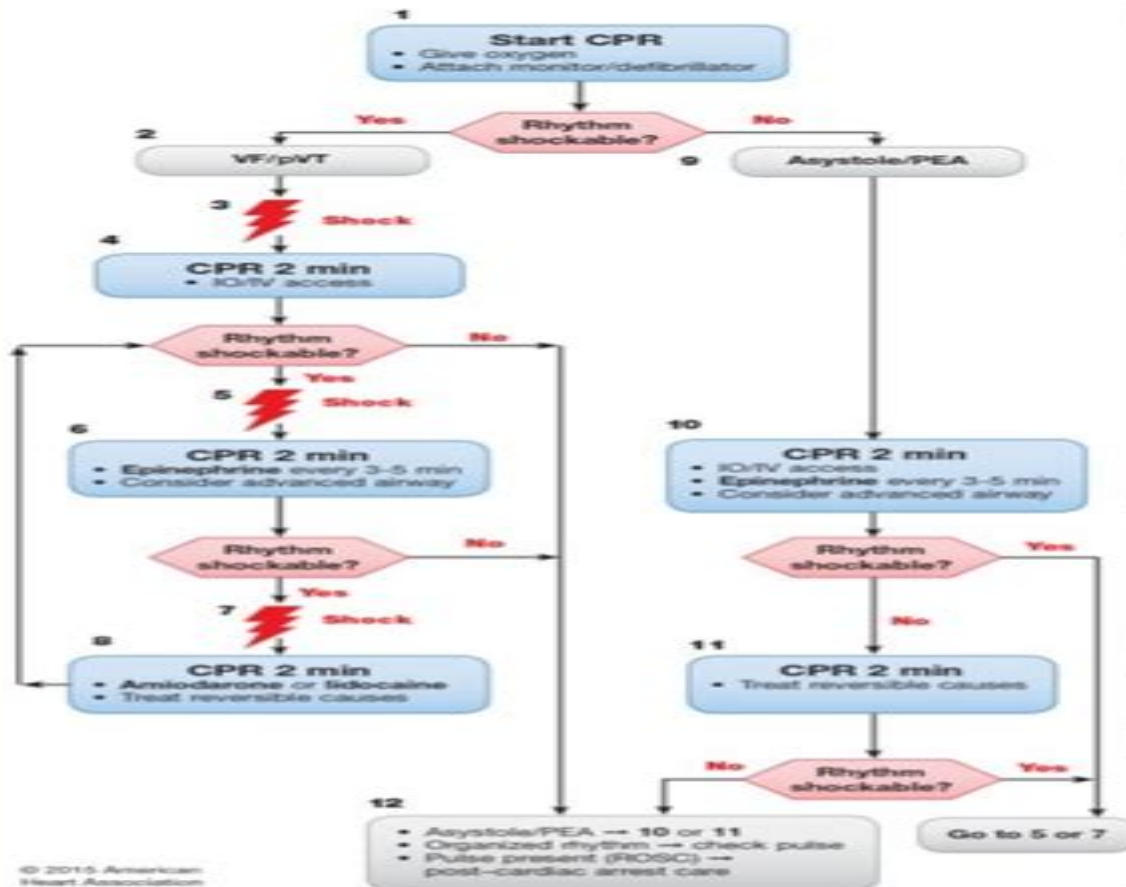 1
Start CPR
• Give oxygen
• Attach monitor/defibrillator
Yes
Rhythm
shockable?
No
2
VF/pVT
9
Asystole/PEA
3
Shock
4
CPR 2 min
• IO/IV access
Rhythm
shockable?
No
Yes
5
Shock
6
CPR 2 min
• Epinephrine every 3-5 min
• Consider advanced airway
10
CPR 2 min
• IO/IV access
• Epinephrine every 3-5 min
• Consider advanced airway
Rhythm
shockable?
No
Rhythm
shockable?
Yes
Yes
7
Shock
No
8
CPR 2 min
• Amiodarone or lidocaine
• Treat reversible causes
11
CPR 2 min
• Treat reversible causes
No
Rhythm
shockable?
Yes
12
• Asystole/PEA → 10 or 11
• Organized rhythm → check pulse
• Pulse present (ROSC) →
post-cardiac arrest care
Go to 5 or 7
© 2015 American
Heart Association